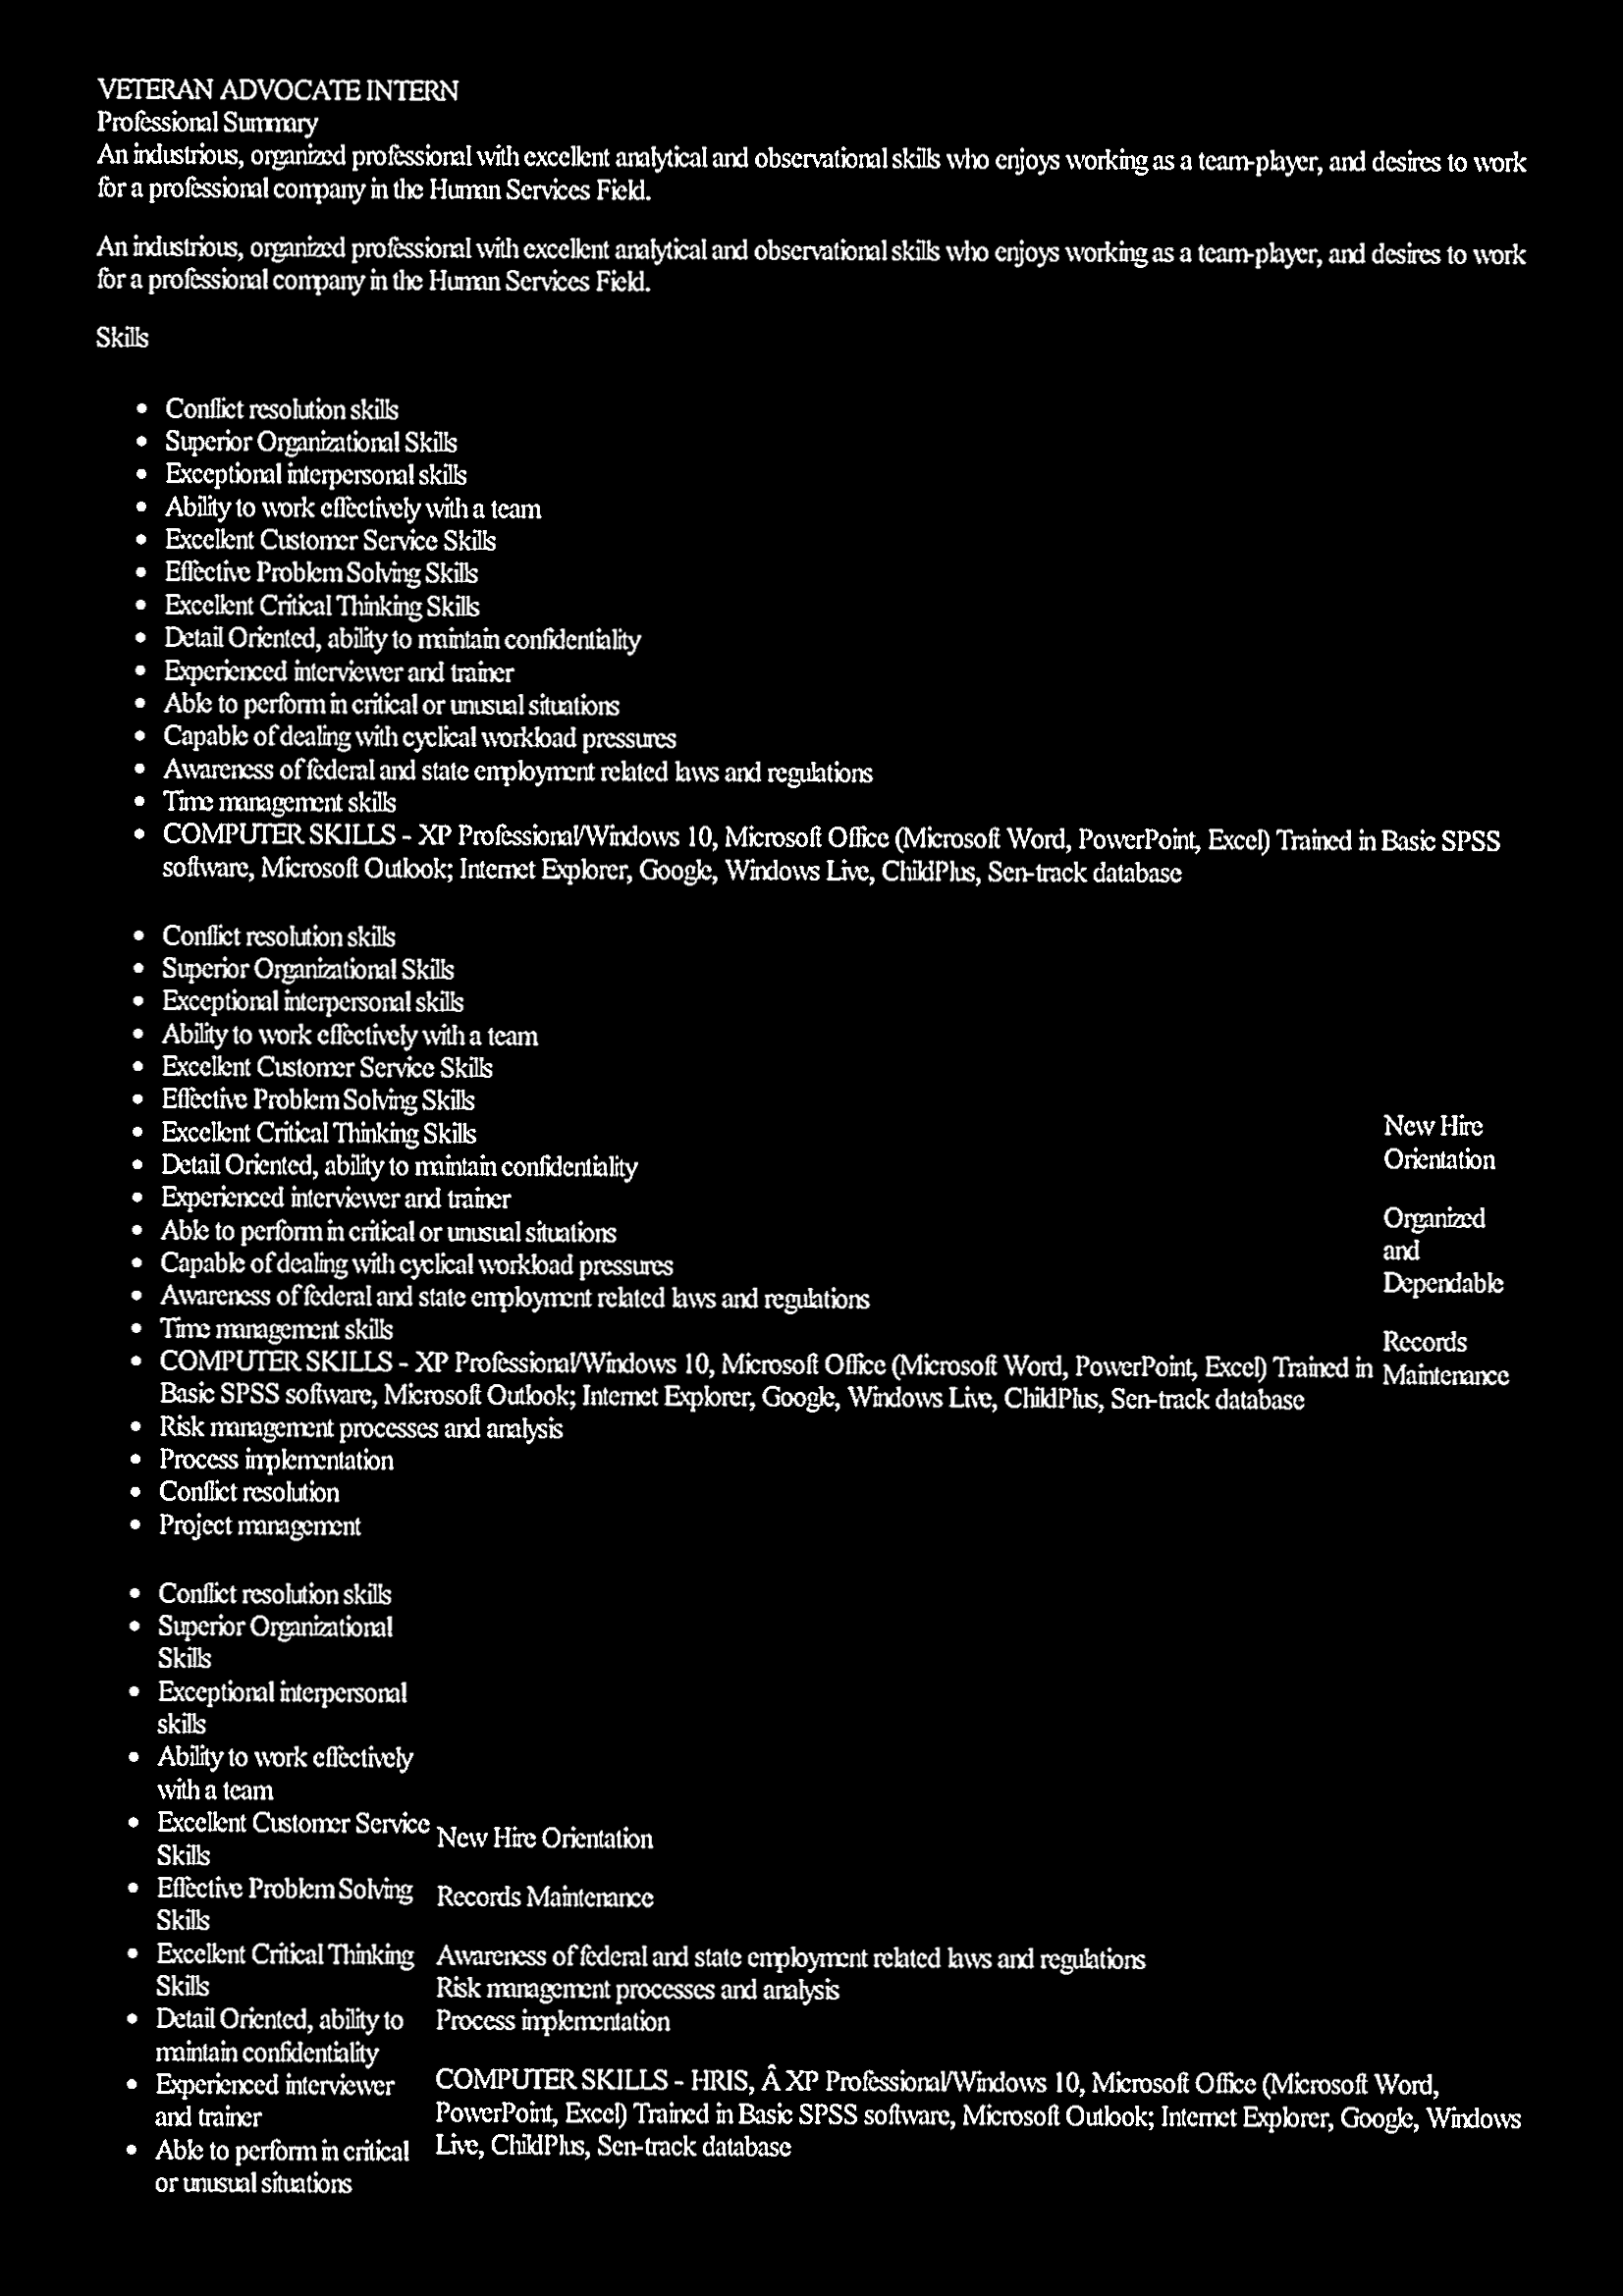 VETERAN ADVOCATE INTERN
Professional Summary
An industrious, organized professional with excellent analytical and observational skills who enjoys working as a team-player, and desires to work
for a professional company in the Human Services Field.
An industrious, organized professional with excellent analytical and observational skills who enjoys working as a team-player, and desires to work
for a professional company in the Human Services Field.
Skills
• Conflict resolution skills
• Superior Organizational Skills
• Exceptional interpersonal skills
• Ability to work effectively with a team
• Excellent Customer Service Skills
• Effective Problem Solving Skills
• Excellent Critical Thinking Skills
• Detail Oriented, ability to maintain confidentiality
• Experienced interviewer and trainer
• Able to perform in critical or unusual situations
• Capable of dealing with cyclical workload pressures
• Awareness of federal and state employment related laws and regulations
• Time management skills
• COMPUTER SKILLS - XP Professional/Windows 10, Microsoft Office (Microsoft Word, PowerPoint, Excel) Trained in Basic SPSS
software, Microsoft Outlook; Internet Explorer, Google, Windows Live, ChildPlus, Sen-track database
• Conflict resolution skills
• Superior Organizational Skills
• Exceptional interpersonal skills
• Ability to work effectively with a team
• Excellent Customer Service Skills
• Effective Problem Solving Skills
• Excellent Critical Thinking Skills
• Detail Oriented, ability to maintain confidentiality
• Experienced interviewer and trainer
• Able to perform in critical or unusual situations
• Capable of dealing with cyclical workload pressures
• Awareness of federal and state employment related laws and regulations
• Time management skills
• COMPUTER SKILLS - XP Professional/Windows 10, Microsoft Office (Microsoft Word, PowerPoint, Excel) Trained in
Basic SPSS software, Microsoft Outlook; Internet Explorer, Google, Windows Live, ChildPlus, Sen-track database
• Risk management processes and analysis
• Process implementation
• Conflict resolution
• Project management
New Hire
Orientation
Organized
and
Dependable
Records
Maintenance
• Conflict resolution skills
• Superior Organizational
Skills
• Exceptional interpersonal
skills
• Ability to work effectively
with a team
• Excellent Customer Service
Skills
• Effective Problem Solving
Skills
• Excellent Critical Thinking
Skills
• Detail Oriented, ability to
maintain confidentiality
• Experienced interviewer
and trainer
• Able to perform in critical
or unusual situations
New Hire Orientation
Records Maintenance
Awareness of federal and state employment related laws and regulations
Risk management processes and analysis
Process implementation
COMPUTER SKILLS - HRIS, Â XP Professional/Windows 10, Microsoft Office (Microsoft Word,
PowerPoint, Excel) Trained in Basic SPSS software, Microsoft Outlook; Internet Explorer, Google, Windows
Live, ChildPlus, Sen-track database